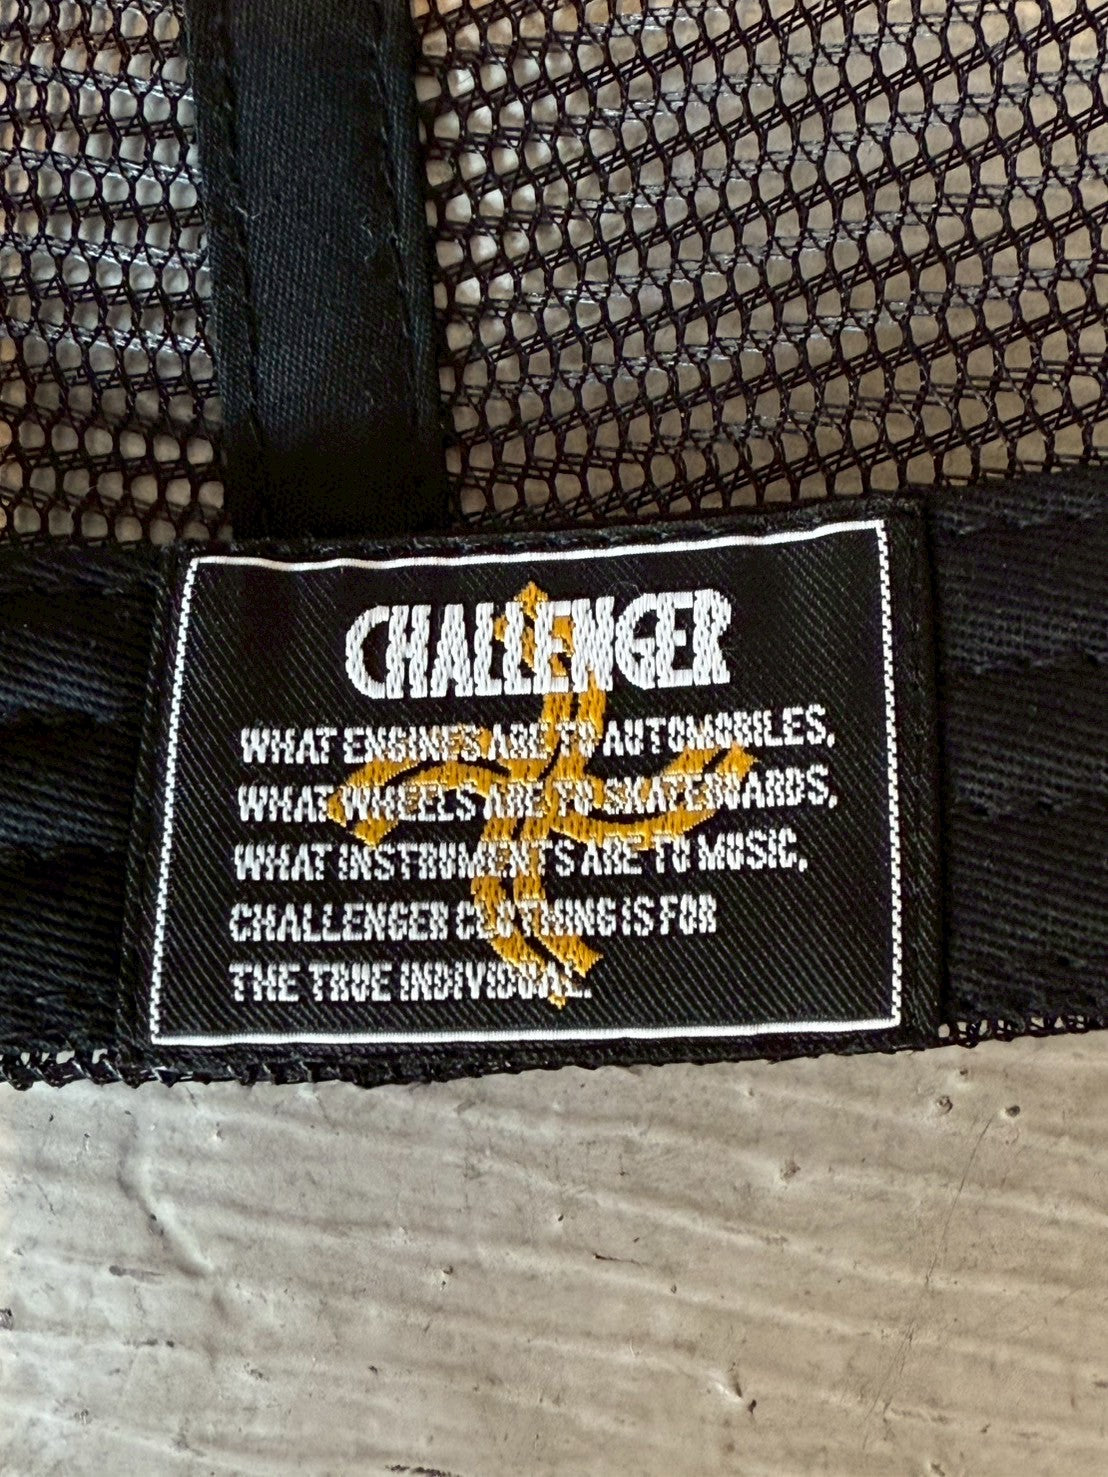 CHALLENGER
WHAT ENGINES ARE TO AUTOMOBILES,
WHAT WHEELS ARE TO SKATEBOARDS,
WHAT INSTRUMENTS ARE TO MUSIC,
CHALLENGER CLOTHING IS FOR
THE TRUE INDIVIDUAL.